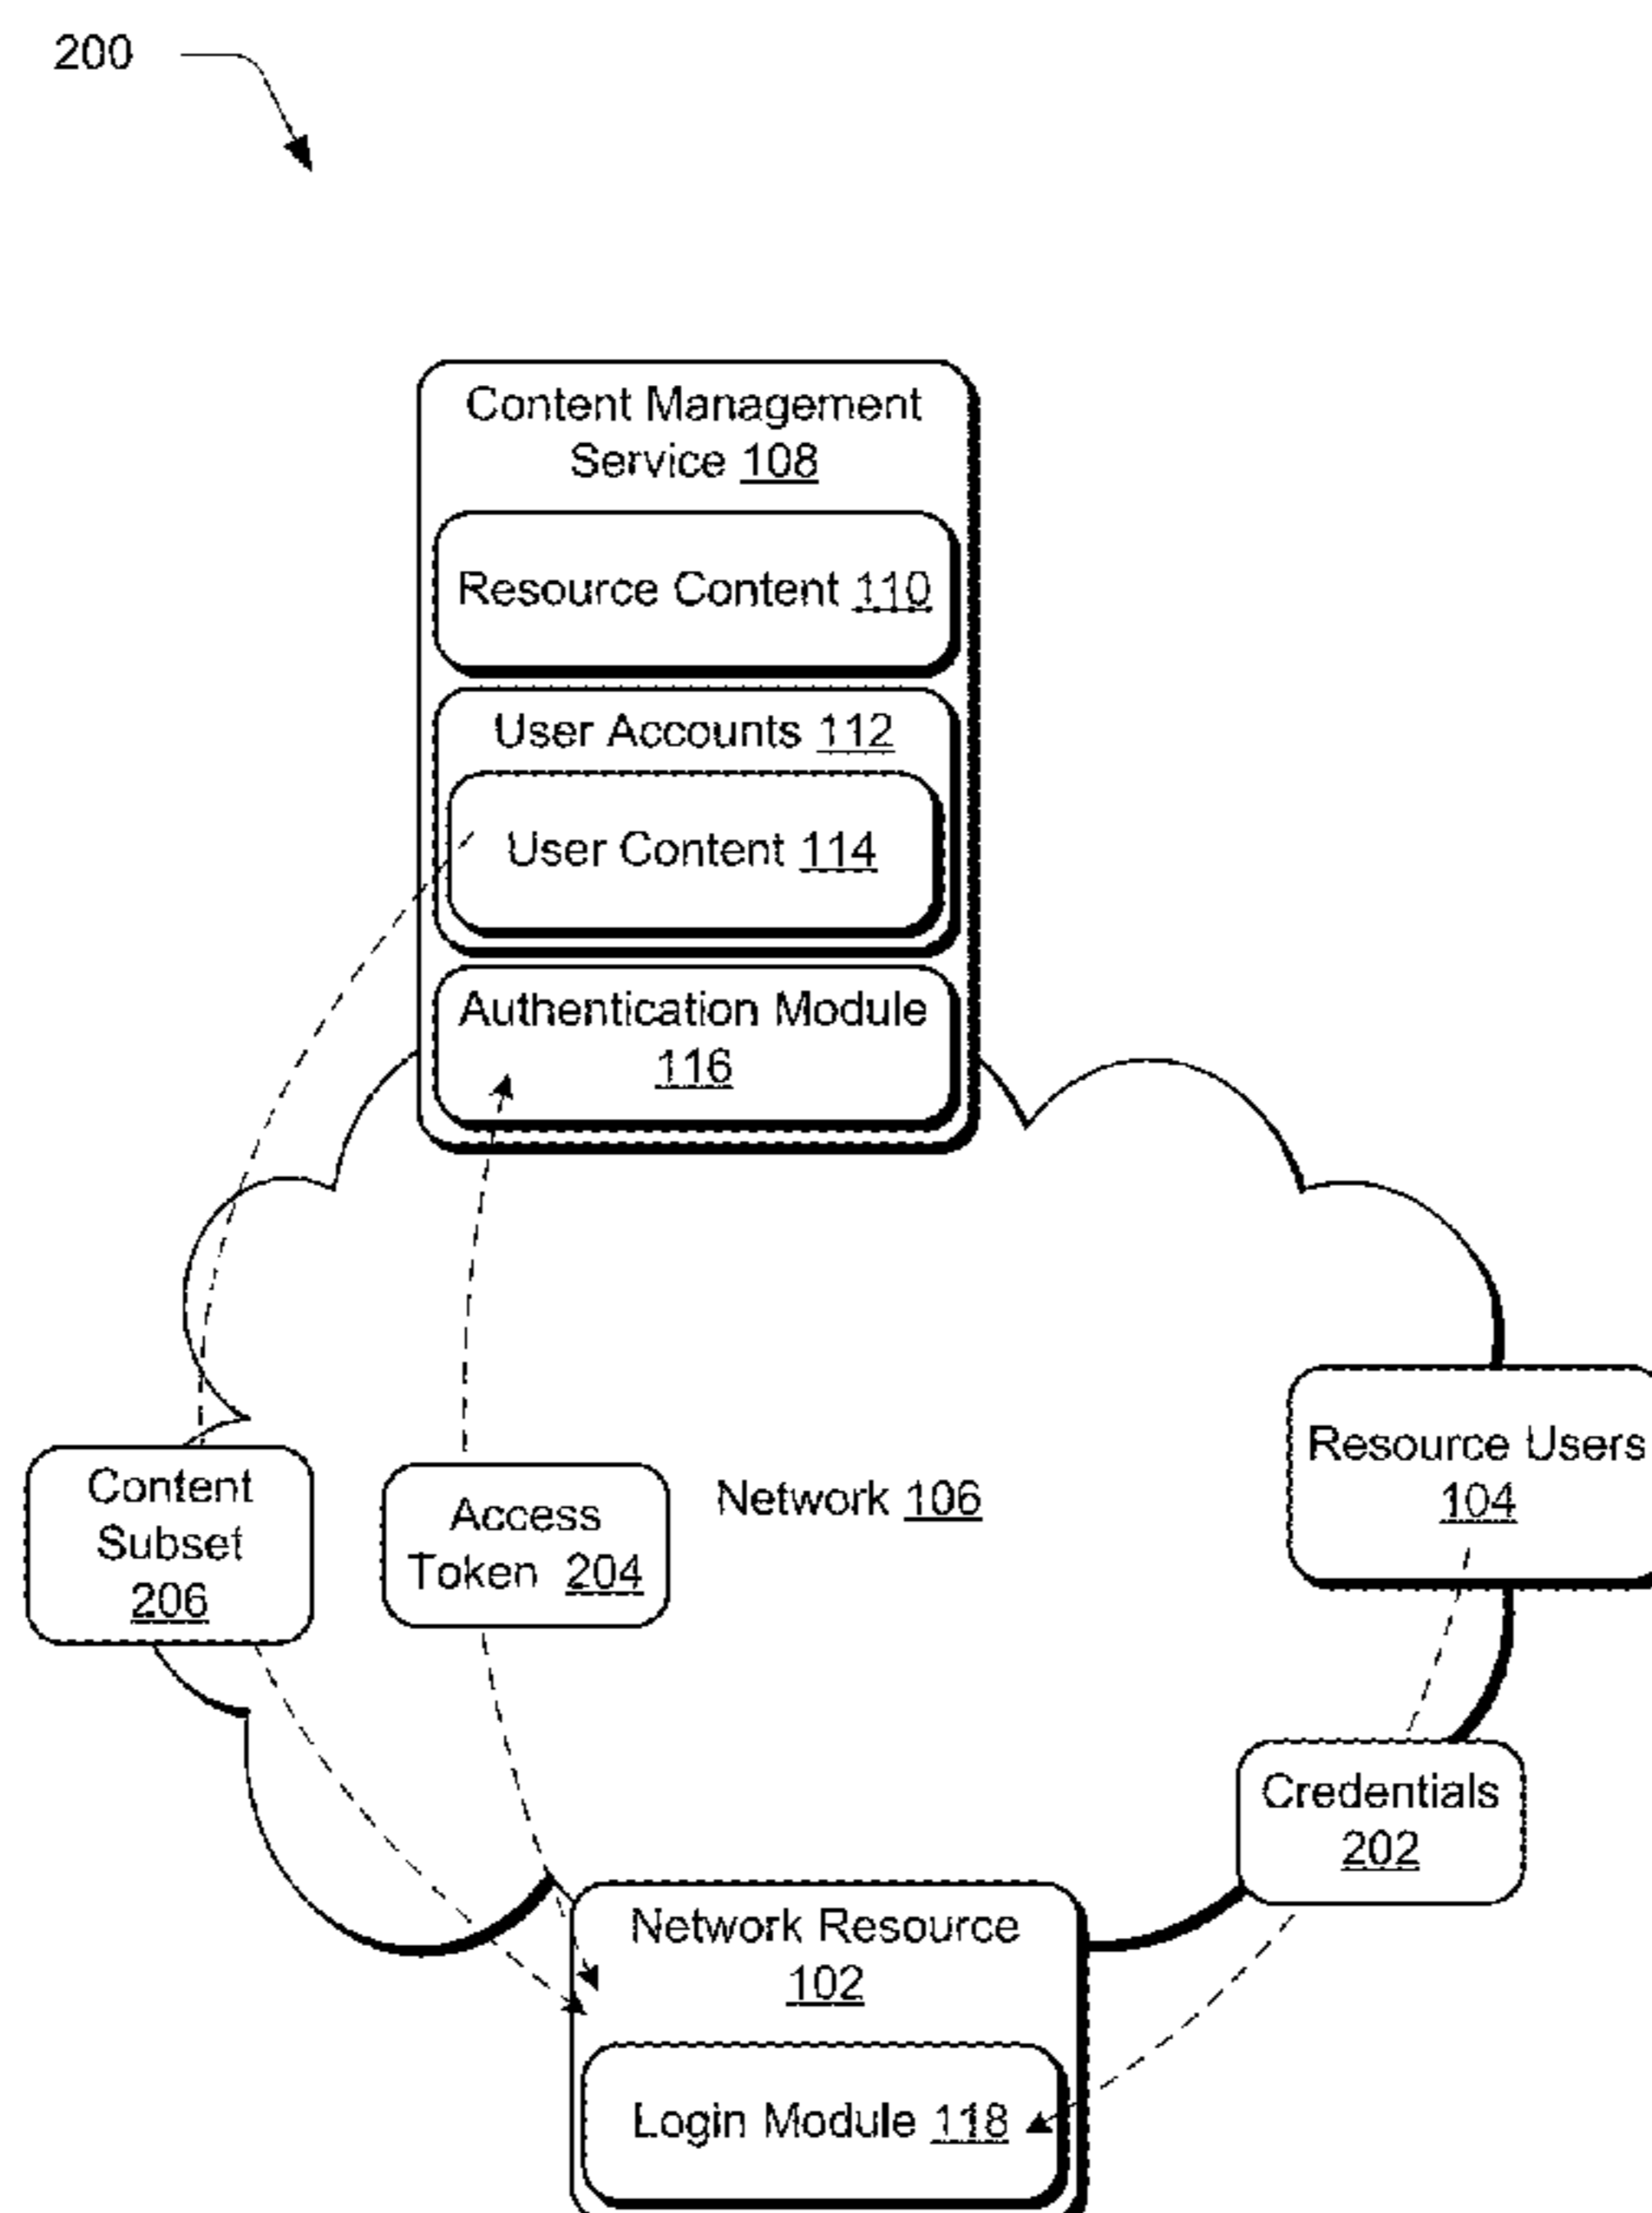 200
Content Management
Service 108
Resource Content 110
User Accounts 112
User Content 114
Authentication Module
116
Content
Subset
206
Access
Token 204
Network 106
Resource Users
104
Credentials
202
Network Resource
102
Login Module 118